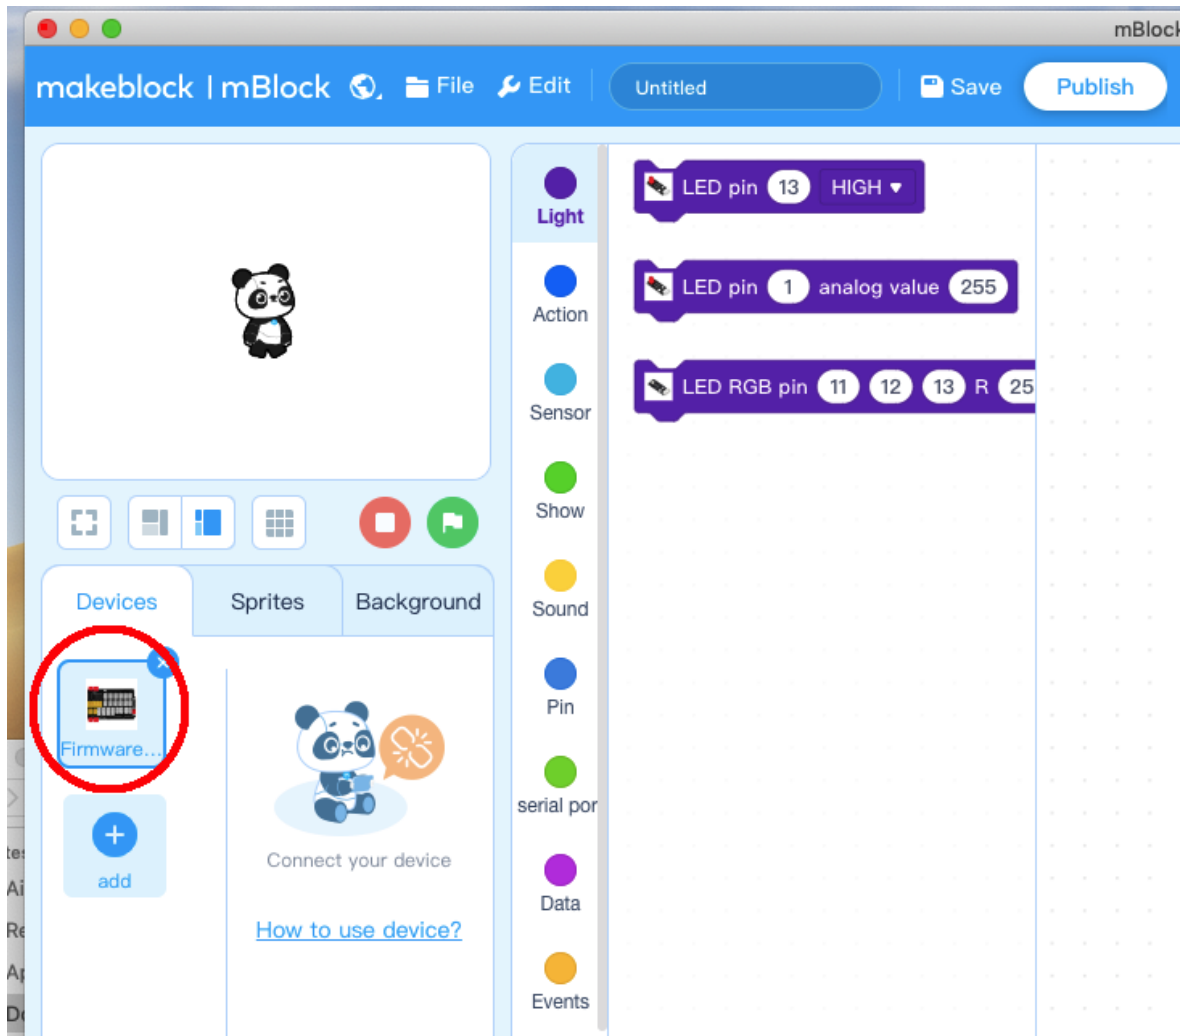 mBlock
makeblock | mBlock File Edit Untitled Save Publish
LED pin 13 HIGH
Light
LED pin 1 analog value 255
Action
LED RGB pin 11 12 13 R 25
Sensor
Show
Devices Sprites Background
Sound
Pin
Firmware...
serial por
Connect your device
add
Data
How to use device?
Events